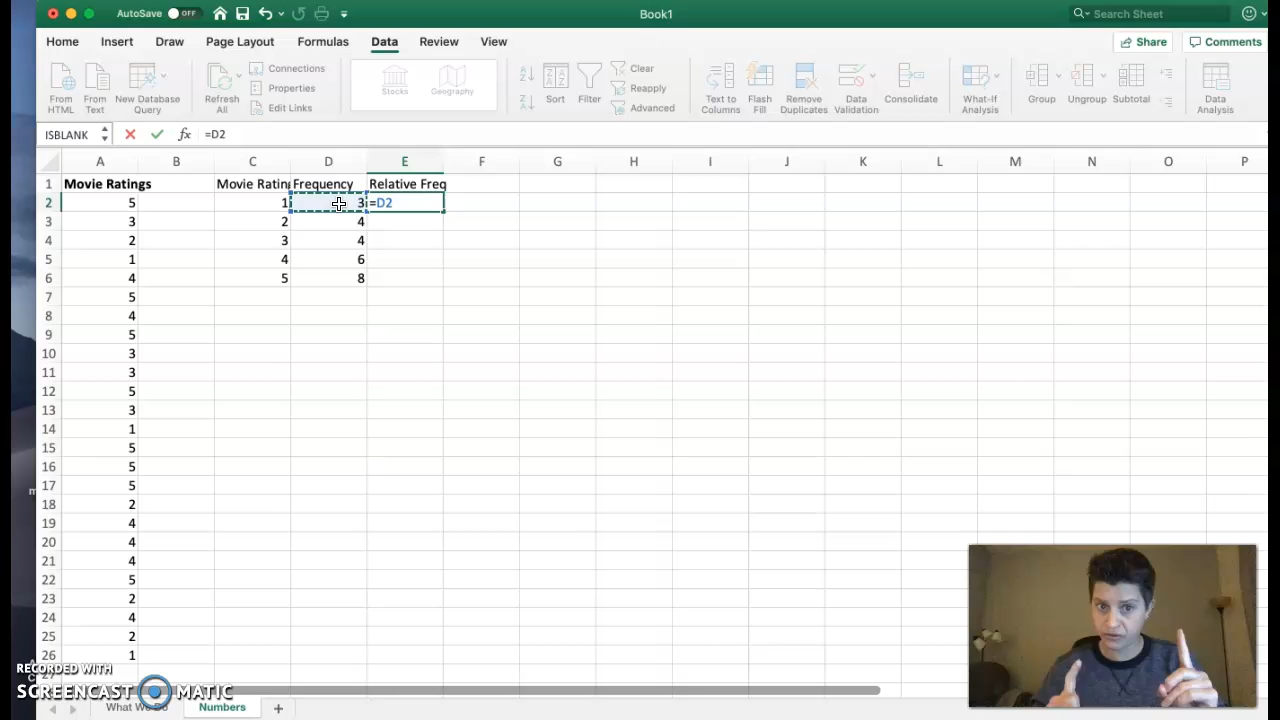 AutoSave OFF Book1 Search Sheet
Home Insert Draw Page Layout Formulas Data Review View Share Comments
From HTML
From Text
New Database Query
Refresh All
Connections
Properties
Edit Links
Stocks
Geography
Sort
Filter
Clear
Reapply
Advanced
Text to Columns
Flash Fill
Remove Duplicates
Data Validation
Consolidate
What-If Analysis
Group
Ungroup
Subtotal
Data Analysis
ISBLANK fx =D2
A B C D E F G H I J K L M N O P
1 Movie Ratings Movie Ratin Frequency Relative Freq
2 5 1 3 =D2
3 3 2 4
4 2 3 4
5 1 4 6
6 4 5 8
7 5
8 4
9 5
10 3
11 3
12 5
13 3
14 1
15 5
16 5
17 5
18 2
19 4
20 4
21 4
22 5
23 2
24 4
25 2
26 1
RECORDED WITH
SCREENCAST MATIC
What We Do Numbers